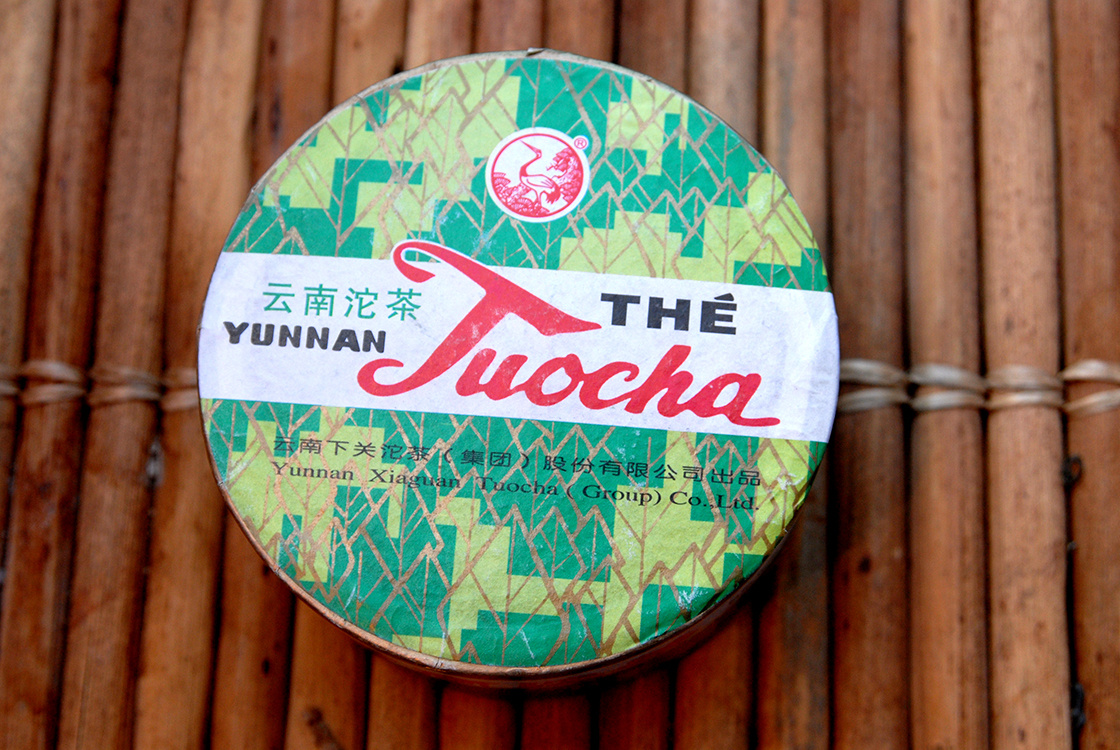 ®
云南沱茶 THÉ
YUNNAN Tuocha
云南下关沱茶（集团）股份有限公司出品
Yunnan Xiaguan Tuocha (Group) Co.,Ltd.